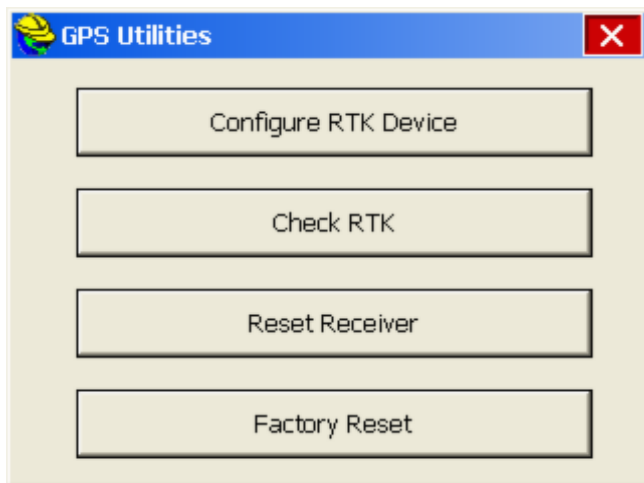 GPS Utilities
Configure RTK Device
Check RTK
Reset Receiver
Factory Reset